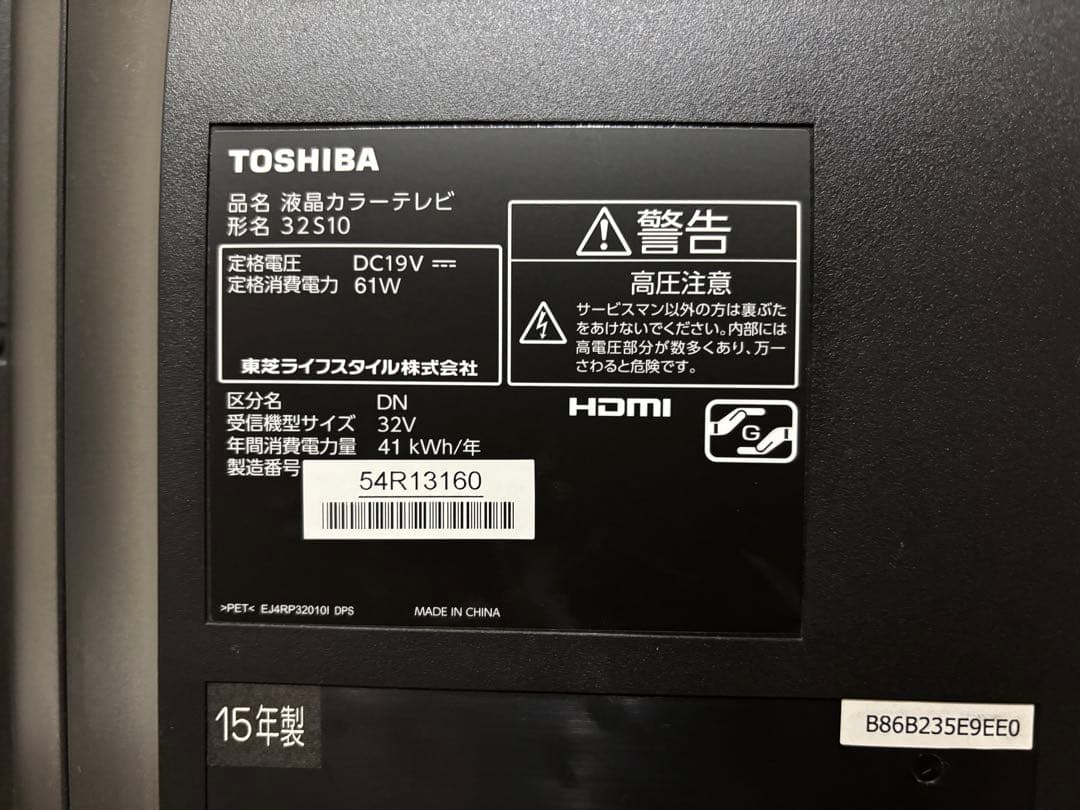 TOSHIBA
品名 液晶カラーテレビ
形名 32S10
定格電圧 DC19V ⎓
定格消費電力 61W
東芝ライフスタイル株式会社
⚠警告
高圧注意
サービスマン以外の方は裏ぶた
をあけないでください。内部には
高電圧部分が数多くあり、万一
さわると危険です。
区分名 DN
受信機型サイズ 32V
年間消費電力量 41 kWh/年
製造番号
54R13160
HDMI
G
>PET< EJ4RP32010I DPS
MADE IN CHINA
15年製
B86B235E9EE0